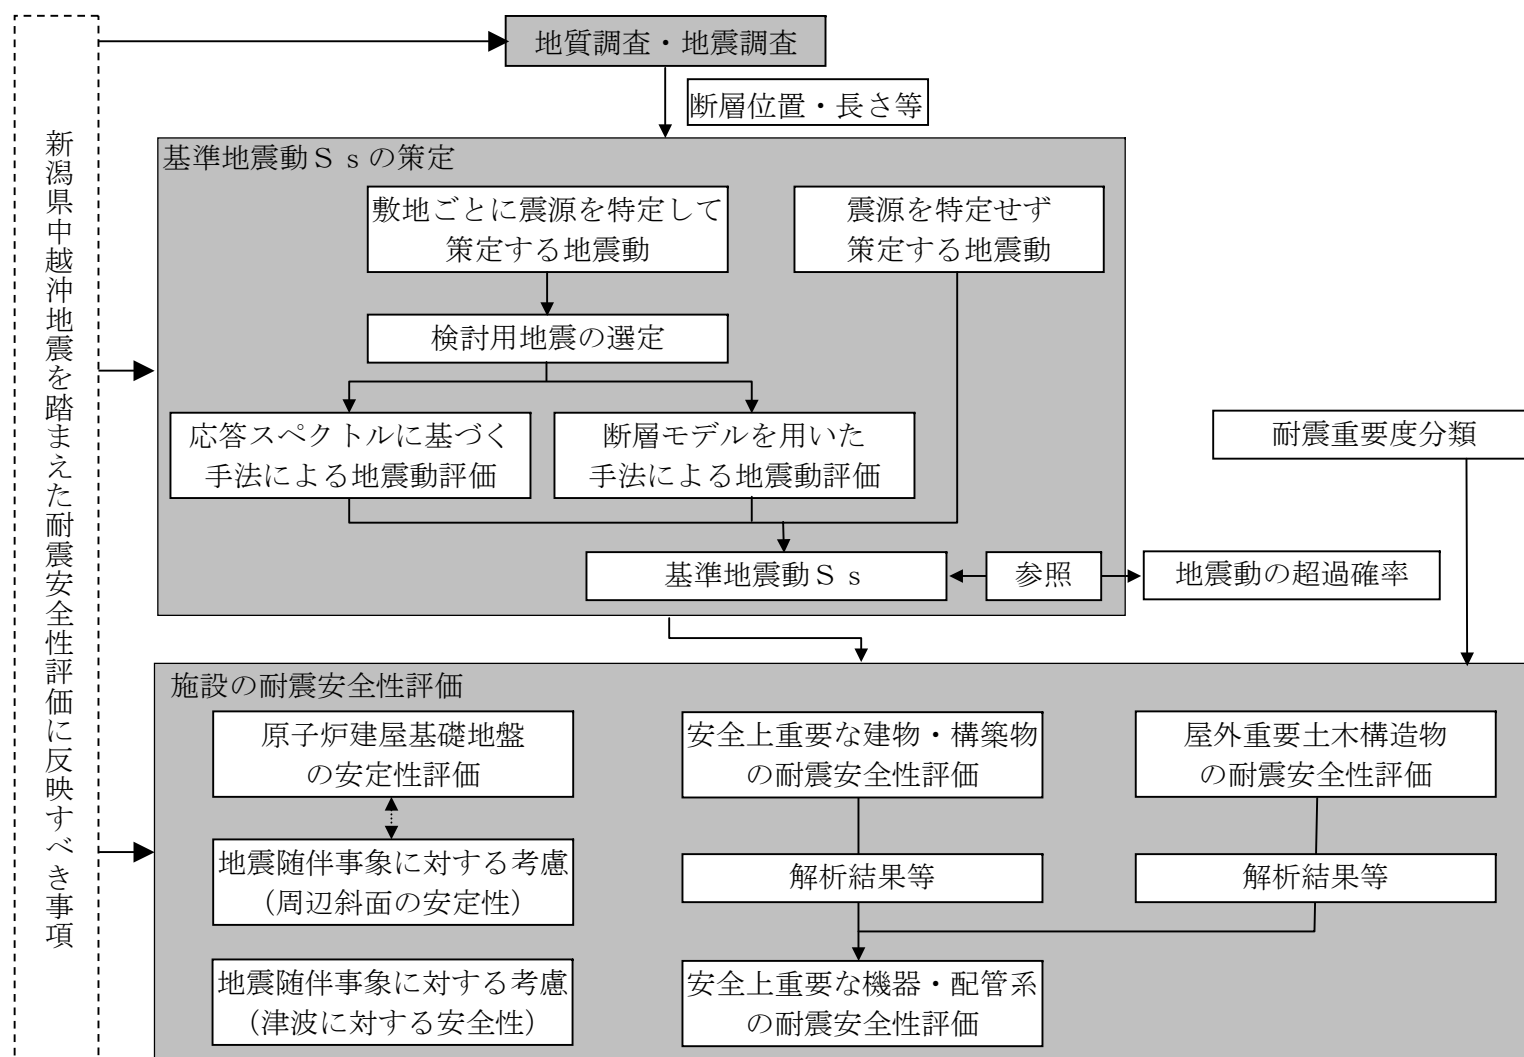 新潟県中越沖地震を踏まえた耐震安全性評価に反映すべき事項
地質調査・地震調査
断層位置・長さ等
基準地震動Ｓｓの策定
敷地ごとに震源を特定して
策定する地震動
震源を特定せず
策定する地震動
検討用地震の選定
応答スペクトルに基づく
手法による地震動評価
断層モデルを用いた
手法による地震動評価
耐震重要度分類
基準地震動Ｓｓ
参照
地震動の超過確率
施設の耐震安全性評価
原子炉建屋基礎地盤
の安定性評価
安全上重要な建物・構築物
の耐震安全性評価
屋外重要土木構造物
の耐震安全性評価
地震随伴事象に対する考慮
（周辺斜面の安定性）
解析結果等
解析結果等
地震随伴事象に対する考慮
（津波に対する安全性）
安全上重要な機器・配管系
の耐震安全性評価